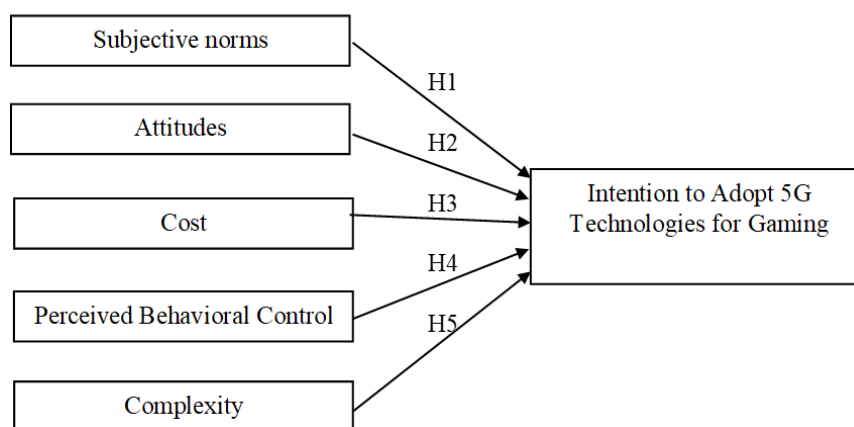 Subjective norms
H1
Attitudes
H2
Intention to Adopt 5G
Technologies for Gaming
Cost
H3
H4
Perceived Behavioral Control
H5
Complexity